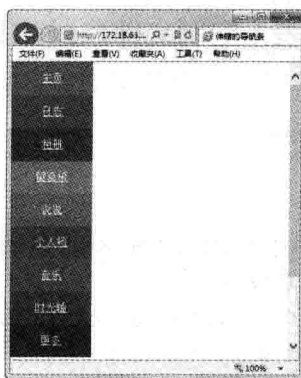 http://172.18.63... 伸缩的导航条
文件(F) 编辑(E) 查看(V) 收藏夹(A) 工具(T) 帮助(H)
主页
日志
相册
留言板
说说
个人档
音乐
时光轴
更多
100%